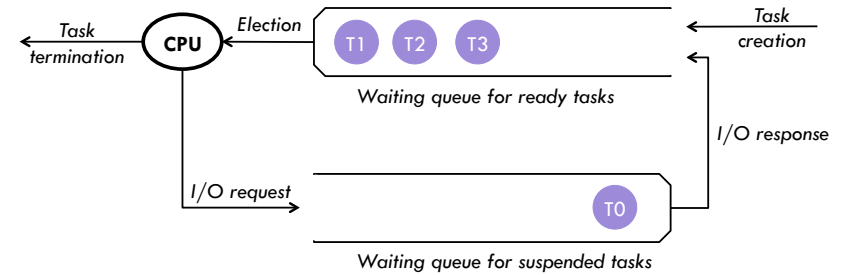 Task
termination
CPU
Election
T1 T2 T3
Task
creation
Waiting queue for ready tasks
I/O response
I/O request
T0
Waiting queue for suspended tasks